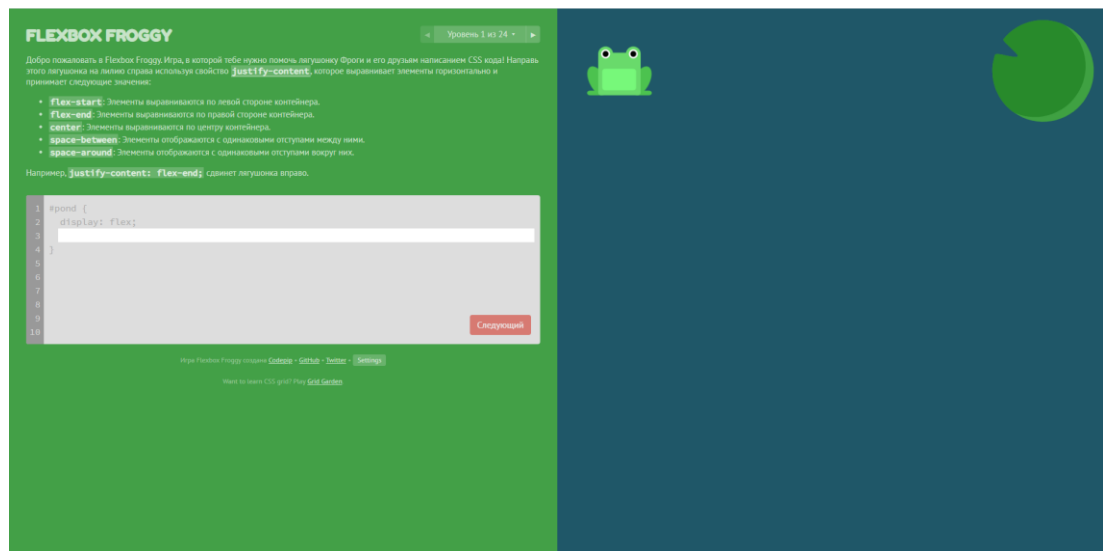 FLEXBOX FROGGY
◀ Уровень 1 из 24 ▾ ▶
Добро пожаловать в Flexbox Froggy. Игра, в которой тебе нужно помочь лягушонку Фроги и его друзьям написанием CSS кода! Направь
этого лягушонка на лилию справа используя свойство justify-content, которое выравнивает элементы горизонтально и
принимает следующие значения:
• flex-start: Элементы выравниваются по левой стороне контейнера.
• flex-end: Элементы выравниваются по правой стороне контейнера.
• center: Элементы выравниваются по центру контейнера.
• space-between: Элементы отображаются с одинаковыми отступами между ними.
• space-around: Элементы отображаются с одинаковыми отступами вокруг них.
Например, justify-content: flex-end; сдвинет лягушонка вправо.
1 #pond {
2 display: flex;
3
4 }
5
6
7
8
9
10
Следующий
Игра Flexbox Froggy создана Codepip • GitHub • Twitter • Settings
Want to learn CSS grid? Play Grid Garden.